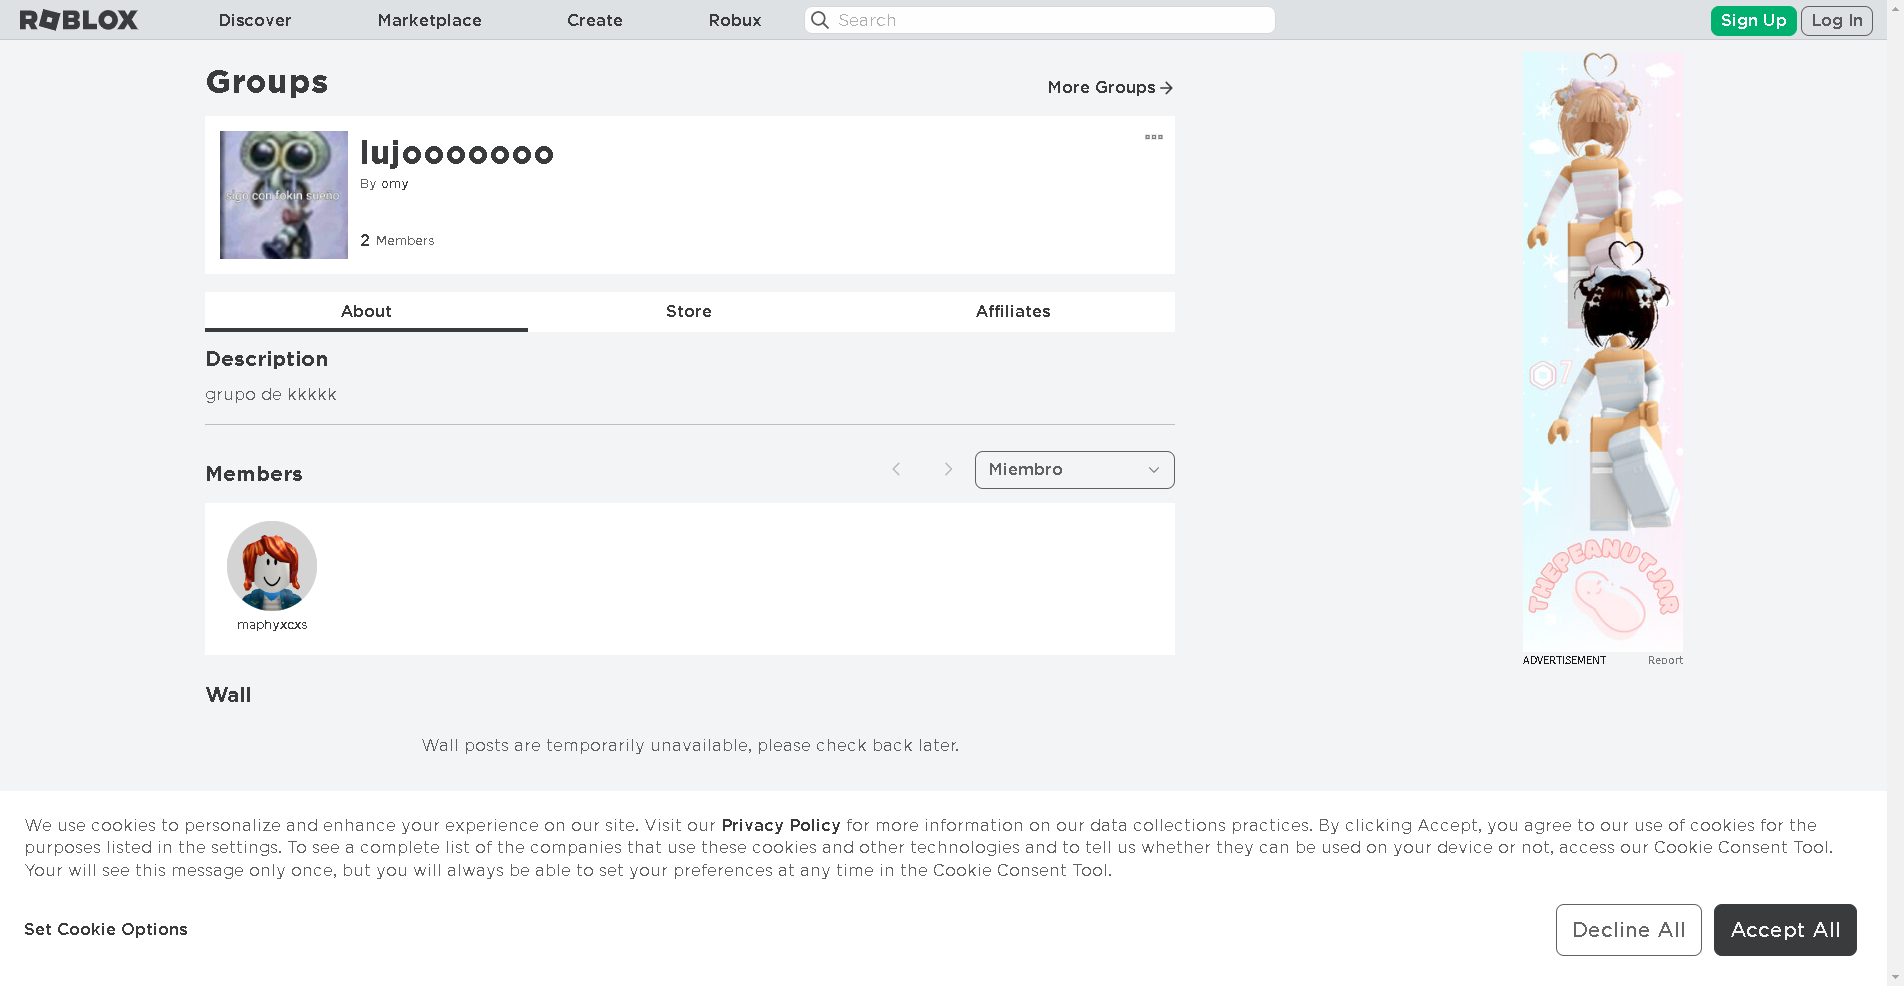 ROBLOX Discover Marketplace Create Robux Search Sign Up Log In
Groups
More Groups
sigo con fokin sueño
lujooooooo
By omy
2 Members
About Store Affiliates
Description
grupo de kkkkk
Members
Miembro
maphyxcxs
7
THEPEANUTJAR
ADVERTISEMENT Report
Wall
Wall posts are temporarily unavailable, please check back later.
We use cookies to personalize and enhance your experience on our site. Visit our Privacy Policy for more information on our data collections practices. By clicking Accept, you agree to our use of cookies for the
purposes listed in the settings. To see a complete list of the companies that use these cookies and other technologies and to tell us whether they can be used on your device or not, access our Cookie Consent Tool.
Your will see this message only once, but you will always be able to set your preferences at any time in the Cookie Consent Tool.
Set Cookie Options
Decline All
Accept All